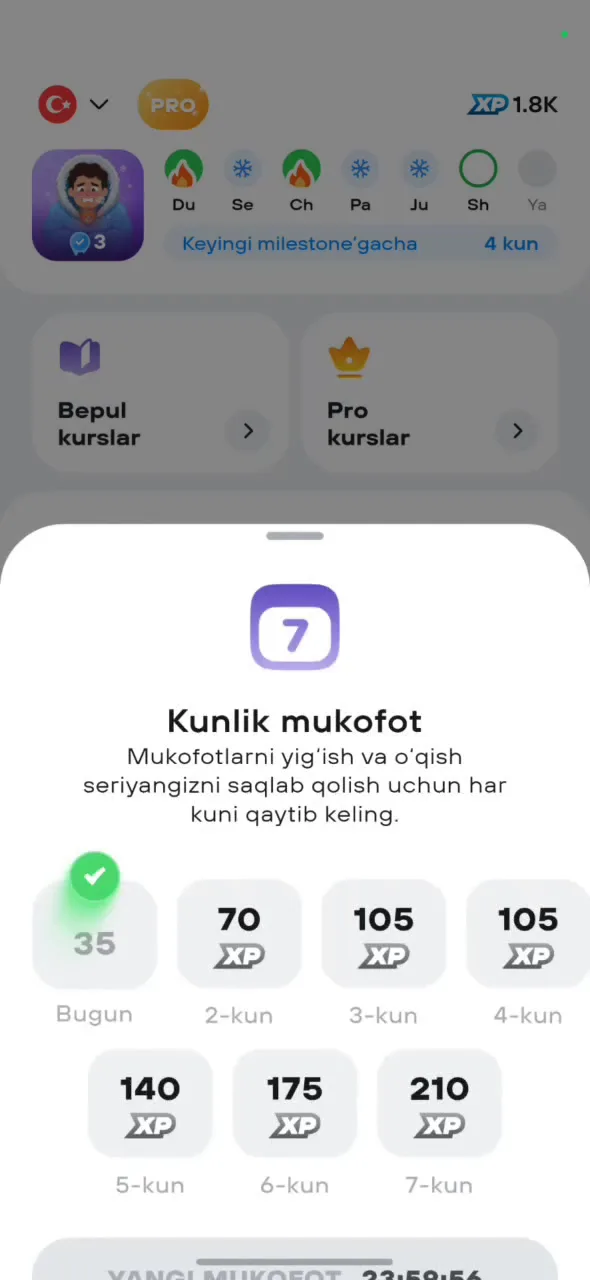 PRO XP 1.8K
3
Du Se Ch Pa Ju Sh Ya
Keyingi milestone‘gacha 4 kun
Bepul
kurslar
Pro
kurslar
7
Kunlik mukofot
Mukofotlarni yig‘ish va o‘qish
seriyangizni saqlab qolish uchun har
kuni qaytib keling.
35 70 105 105
XP XP XP
Bugun 2-kun 3-kun 4-kun
140 175 210
XP XP XP
5-kun 6-kun 7-kun
YANGI MUKOFOT 23:59:56